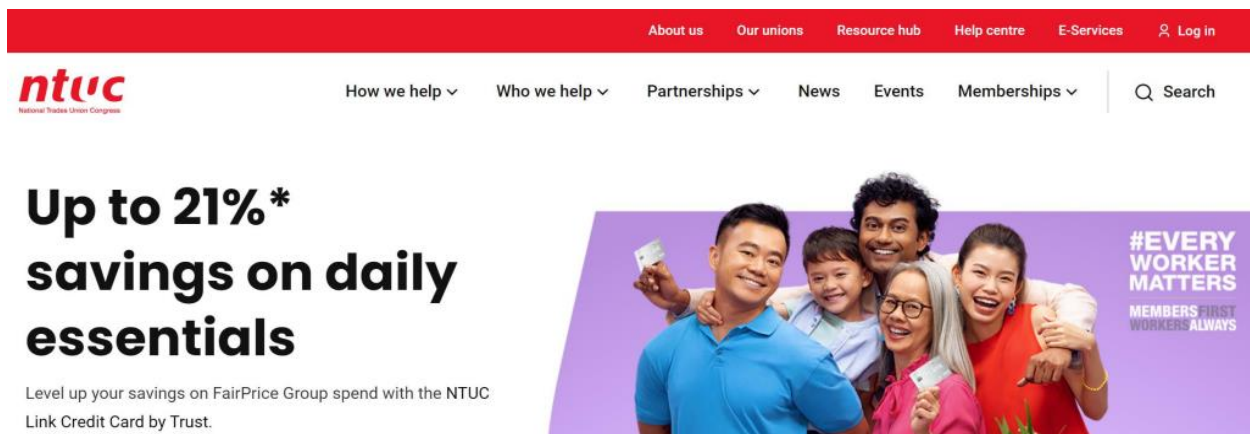 About us Our unions Resource hub Help centre E-Services Log in
ntuc
National Trades Union Congress
How we help Who we help Partnerships News Events Memberships Search
Up to 21%*
savings on daily
essentials
Level up your savings on FairPrice Group spend with the NTUC
Link Credit Card by Trust.
#EVERY
WORKER
MATTERS
MEMBERSFIRST
WORKERSALWAYS